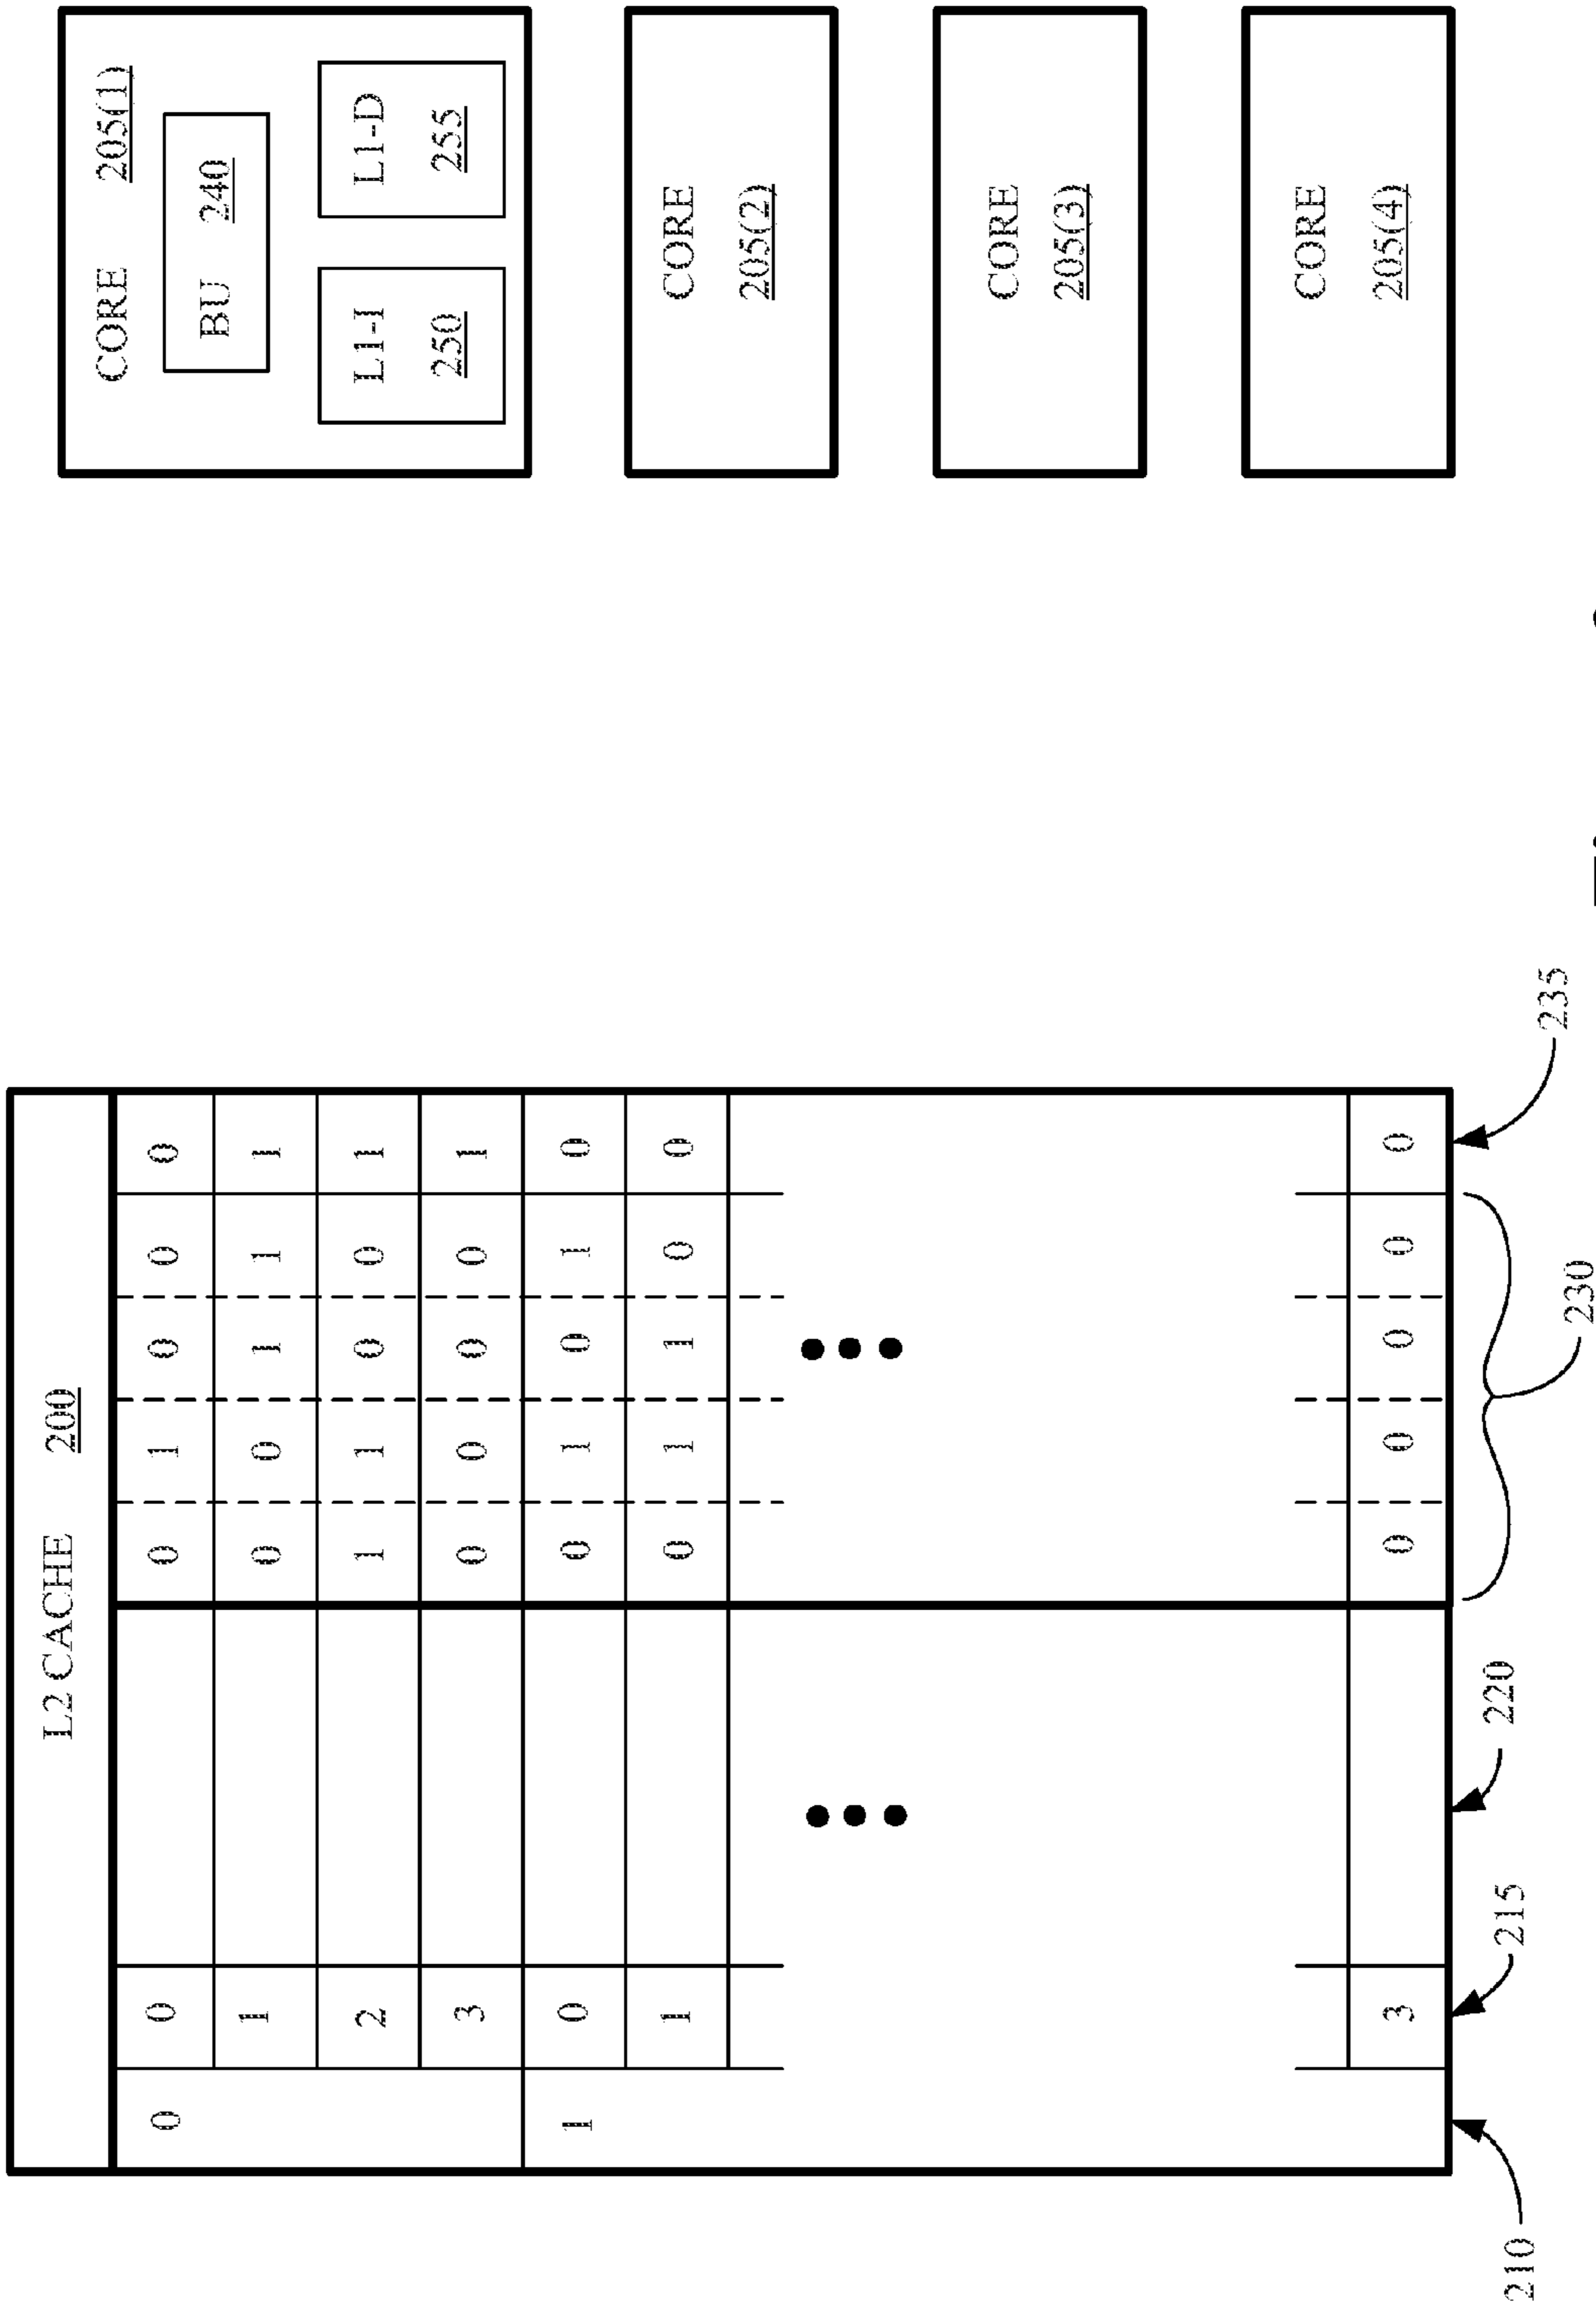 L2 CACHE 200
0 0 0 1 0 0 0
1 0 0 1 1 1
2 1 1 0 0 1
3 0 0 0 0 1
1 0 0 1 0 1 0
1 0 1 1 0 0
3 0 0 0 0 0
210
215
220
230
235
CORE 205(1)
BU 240
L1-I
250
L1-D
255
CORE
205(2)
CORE
205(3)
CORE
205(4)